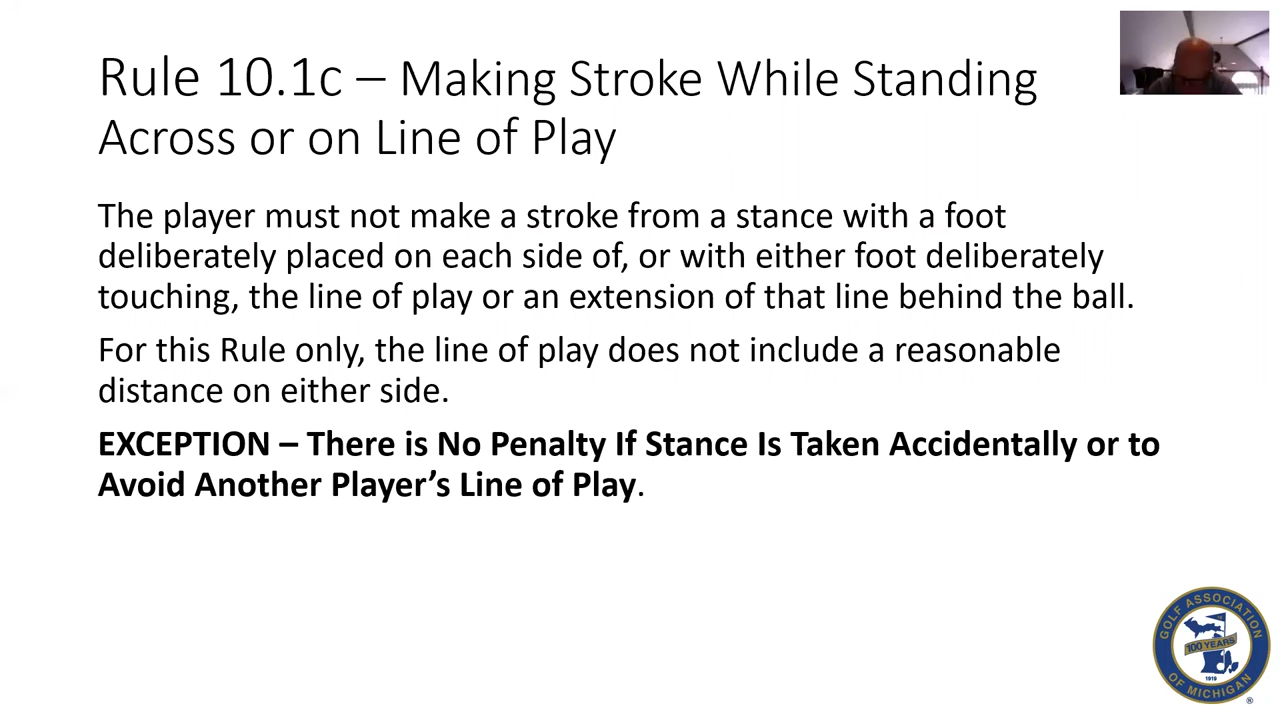 Rule 10.1c – Making Stroke While Standing
Across or on Line of Play
The player must not make a stroke from a stance with a foot
deliberately placed on each side of, or with either foot deliberately
touching, the line of play or an extension of that line behind the ball.
For this Rule only, the line of play does not include a reasonable
distance on either side.
EXCEPTION – There is No Penalty If Stance Is Taken Accidentally or to
Avoid Another Player’s Line of Play.
GOLF ASSOCIATION
100 YEARS
1919
OF MICHIGAN
®